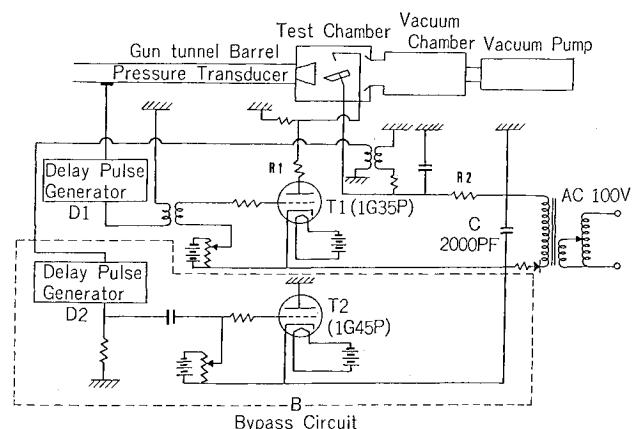 Test Chamber
Vacuum
Chamber
Vacuum Pump
Gun tunnel Barrel
Pressure Transducer
R1
R2
AC 100V
Delay Pulse
Generator
D1
T1 (1G35P)
C
2000PF
Delay Pulse
Generator
D2
T2
(1G45P)
B
Bypass Circuit